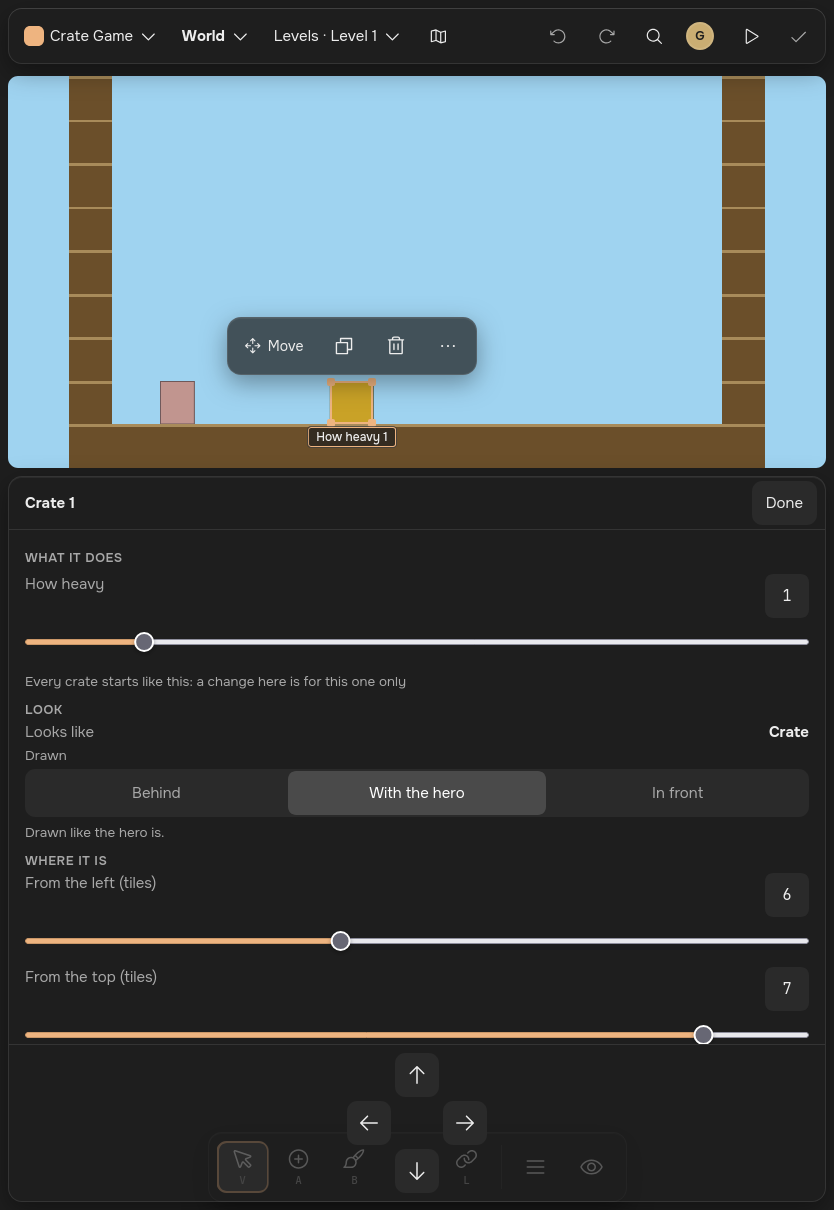 Crate Game
World
Levels · Level 1
G
Move
How heavy 1
Crate 1
Done
WHAT IT DOES
How heavy
1
Every crate starts like this: a change here is for this one only
LOOK
Looks like
Crate
Drawn
Behind
With the hero
In front
Drawn like the hero is.
WHERE IT IS
From the left (tiles)
6
From the top (tiles)
7
V
A
B
L